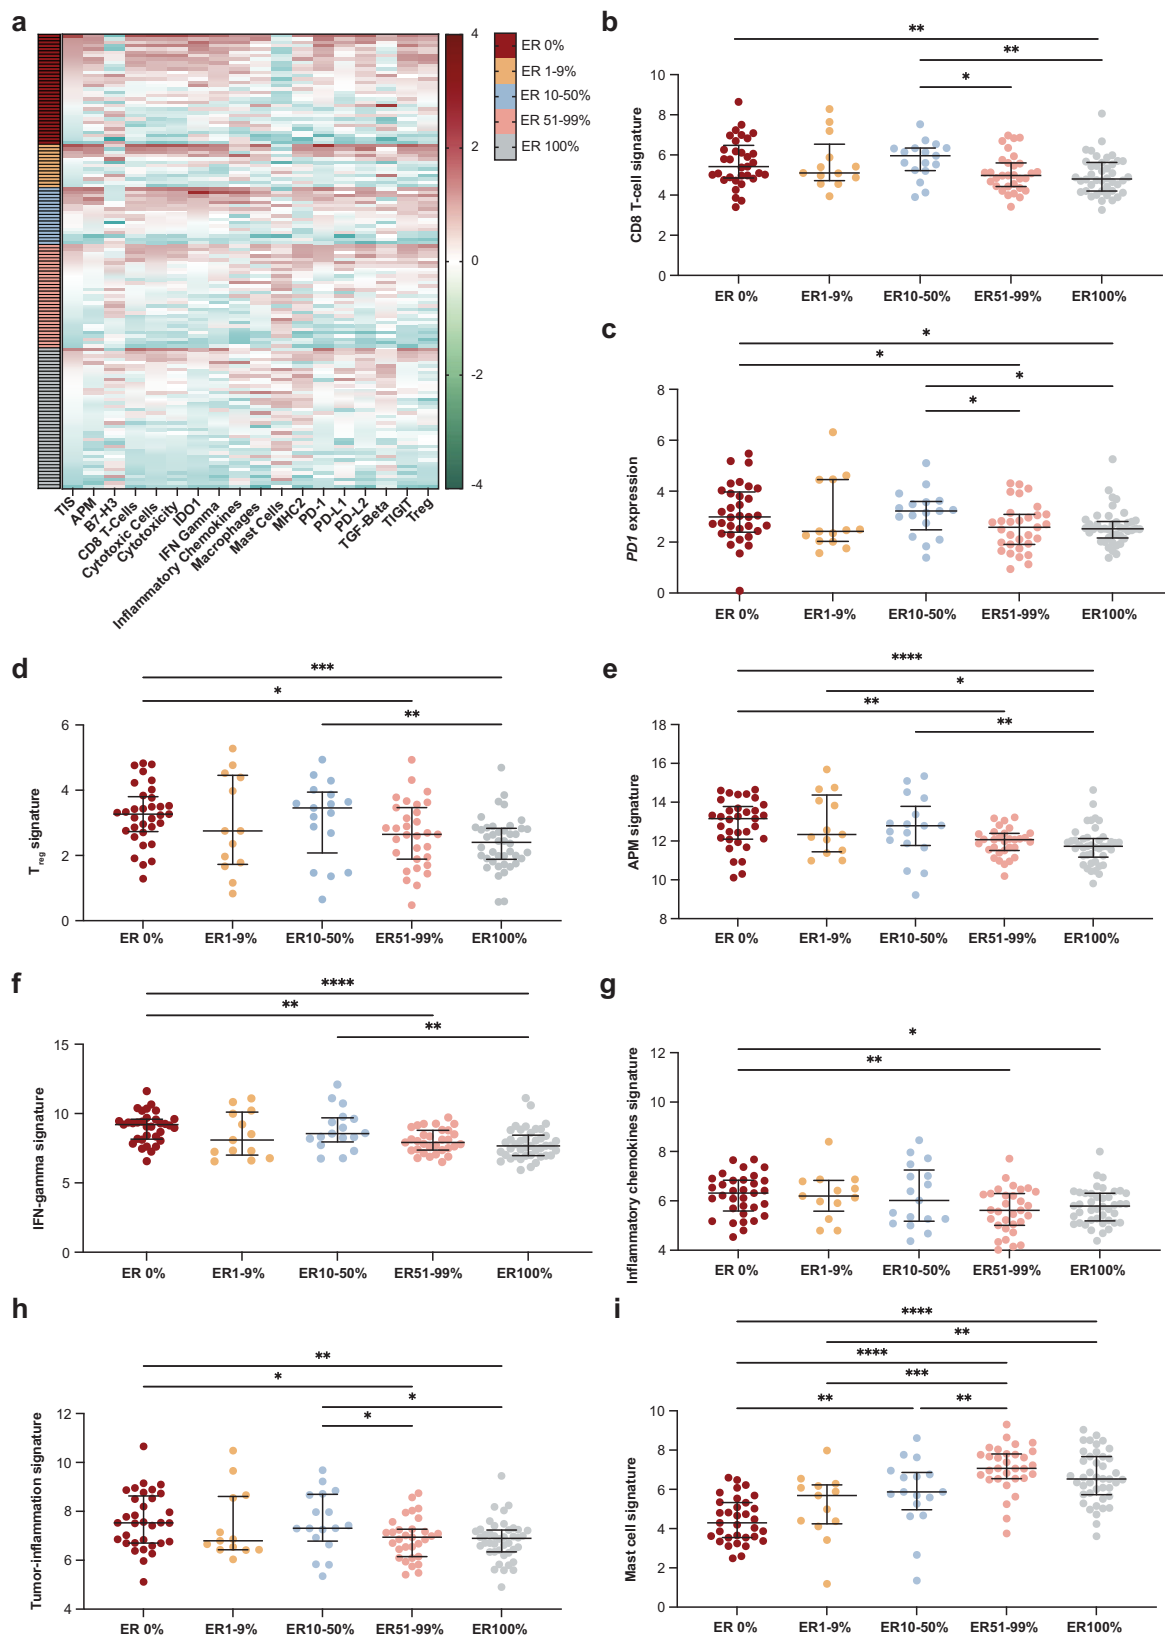 a
4
2
0
-2
-4
ER 0%
ER 1-9%
ER 10-50%
ER 51-99%
ER 100%
TIS
APM
B7-H3
CD8 T-Cells
Cytotoxic Cells
Cytotoxicity
IDO1
IFN Gamma
Inflammatory Chemokines
Macrophages
Mast Cells
MHC2
PD-1
PD-L1
PD-L2
TGF-Beta
TIGIT
Treg
b
**
**
*
CD8 T-cell signature
10
8
6
4
2
0
ER 0% ER1-9% ER10-50% ER51-99% ER100%
c
*
*
*
*
PD1 expression
8
6
4
2
0
ER 0% ER1-9% ER10-50% ER51-99% ER100%
d
***
*
**
Treg signature
6
4
2
0
ER 0% ER1-9% ER10-50% ER51-99% ER100%
e
****
*
**
**
APM signature
18
16
14
12
10
8
ER 0% ER1-9% ER10-50% ER51-99% ER100%
f
****
**
**
IFN-gamma signature
15
10
5
0
ER 0% ER1-9% ER10-50% ER51-99% ER100%
g
*
**
Inflammatory chemokines signature
12
10
8
6
4
ER 0% ER1-9% ER10-50% ER51-99% ER100%
h
**
*
*
*
Tumor-inflammation signature
12
10
8
6
4
ER 0% ER1-9% ER10-50% ER51-99% ER100%
i
****
**
****
***
** **
Mast cell signature
10
8
6
4
2
0
ER 0% ER1-9% ER10-50% ER51-99% ER100%